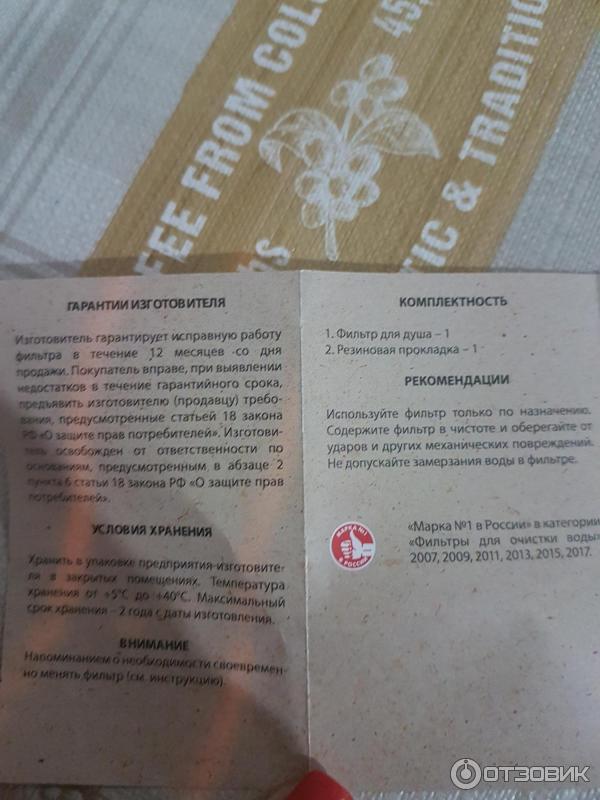 FEE FROM COL
45,
TIC & TRADITI
ГАРАНТИИ ИЗГОТОВИТЕЛЯ
Изготовитель гарантирует исправную работу
фильтра в течение 12 месяцев со дня
продажи. Покупатель вправе, при выявлении
недостатков в течение гарантийного срока,
предъявить изготовителю (продавцу) требо-
вания, предусмотренные статьей 18 закона
РФ «О защите прав потребителей». Изготови-
тель освобожден от ответственности по
основаниям, предусмотренным в абзаце 2
пункта 6 статьи 18 закона РФ «О защите прав
потребителей».
УСЛОВИЯ ХРАНЕНИЯ
Хранить в упаковке предприятия-изготовите-
ля в закрытых помещениях. Температура
хранения от +5°С до +40°С. Максимальный
срок хранения – 2 года с даты изготовления.
ВНИМАНИЕ
Напоминанием о необходимости своевремен-
но менять фильтр (см. инструкцию).
КОМПЛЕКТНОСТЬ
1. Фильтр для душа – 1
2. Резиновая прокладка – 1
РЕКОМЕНДАЦИИ
Используйте фильтр только по назначению.
Содержите фильтр в чистоте и оберегайте от
ударов и других механических повреждений.
Не допускайте замерзания воды в фильтре.
МАРКА №1
В РОССИИ
«Марка №1 в России» в категории
«Фильтры для очистки воды»
2007, 2009, 2011, 2013, 2015, 2017.
ОТЗОВИК